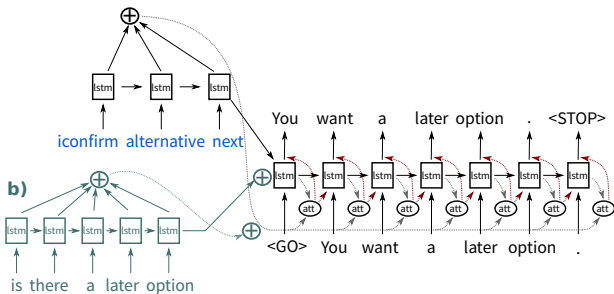 lstm lstm lstm
iconfirm alternative next
You want a later option . <STOP>
lstm lstm lstm lstm lstm lstm lstm
att att att att att att att
<GO> You want a later option .
b)
lstm lstm lstm lstm lstm
is there a later option